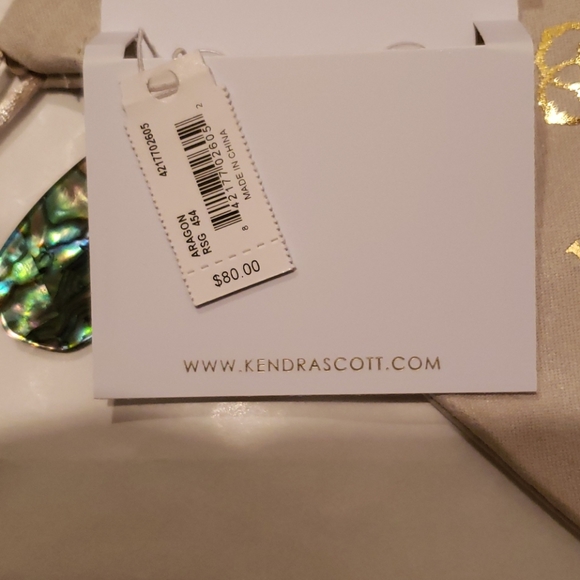 4217702605
8 42177 02605 2
MADE IN CHINA
ARAGON
RSG 454
$80.00
WWW.KENDRASCOTT.COM